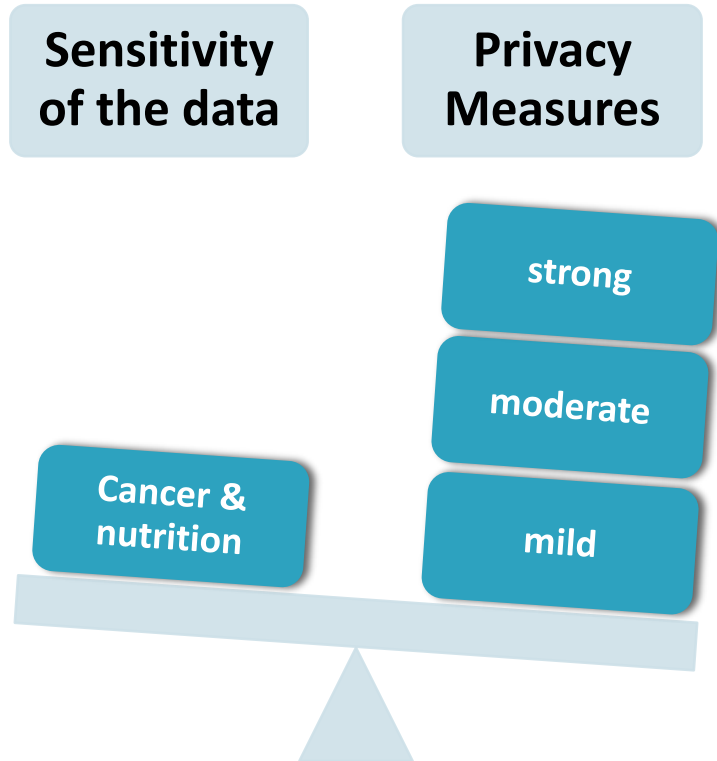 Sensitivity
of the data
Privacy
Measures
strong
moderate
Cancer &
nutrition
mild